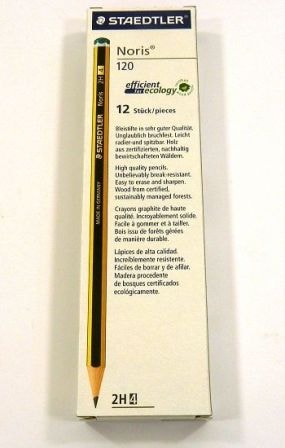 STAEDTLER
Noris®
120
efficient for ecology
12 Stück/pieces
Bleistifte in sehr guter Qualität.
Unglaublich bruchfest. Leicht
radier- und spitzbar. Holz
aus zertifizierten, nachhaltig
bewirtschafteten Wäldern.
High quality pencils.
Unbelievably break-resistant.
Easy to erase and sharpen.
Wood from certified,
sustainably managed forests.
Crayons graphite de haute
qualité. Incroyablement solide.
Facile à gommer et à tailler.
Bois issu de forêts gérées
de manière durable.
Lápices de alta calidad.
Increíblemente resistente.
Fáciles de borrar y de afilar.
Madera procedente
de bosques certificados
ecológicamente.
2H 4
2H 4
Noris
STAEDTLER
MADE IN GERMANY